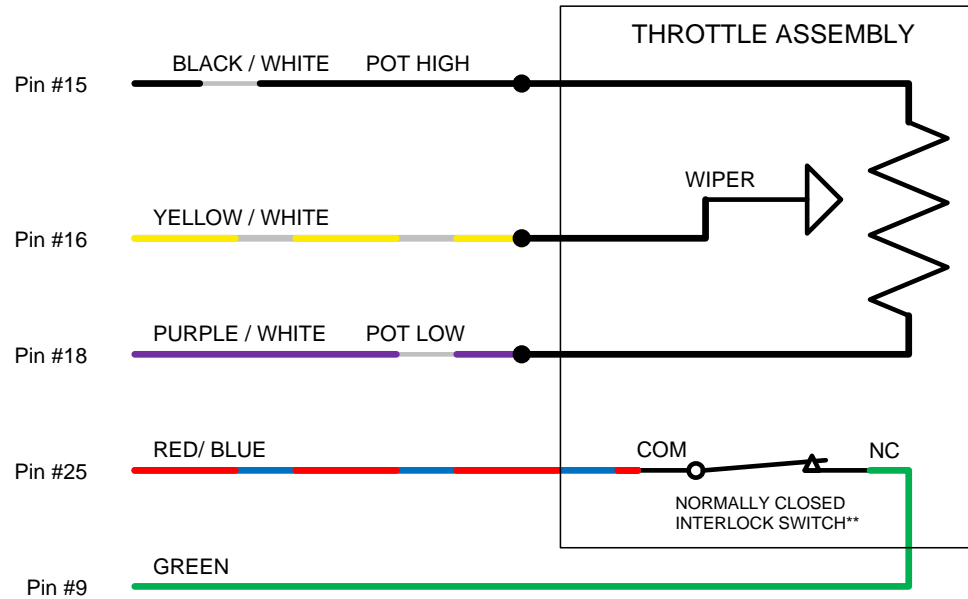 THROTTLE ASSEMBLY
BLACK / WHITE POT HIGH
Pin #15
WIPER
YELLOW / WHITE
Pin #16
PURPLE / WHITE POT LOW
Pin #18
RED/ BLUE COM NC
Pin #25
NORMALLY CLOSED
INTERLOCK SWITCH**
GREEN
Pin #9